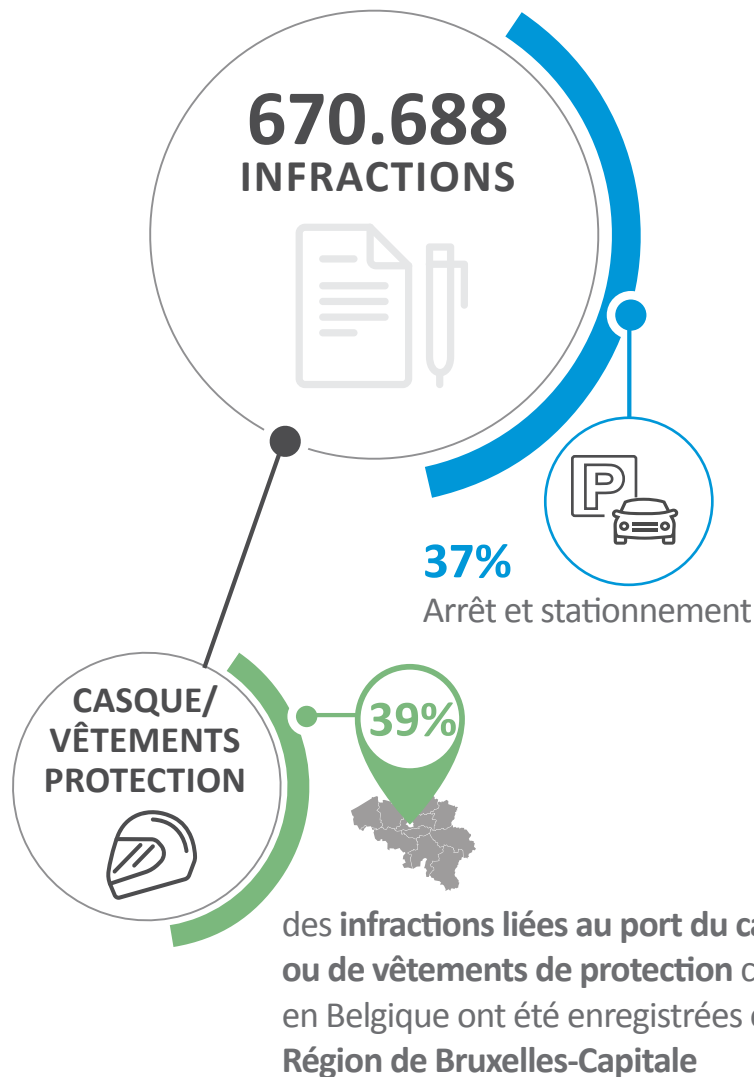 670.688
INFRACTIONS
P
37%
Arrêt et stationnement
CASQUE/
VÊTEMENTS
PROTECTION
39%
des infractions liées au port du
ou de vêtements de protection
en Belgique ont été enregistrées
Région de Bruxelles-Capitale